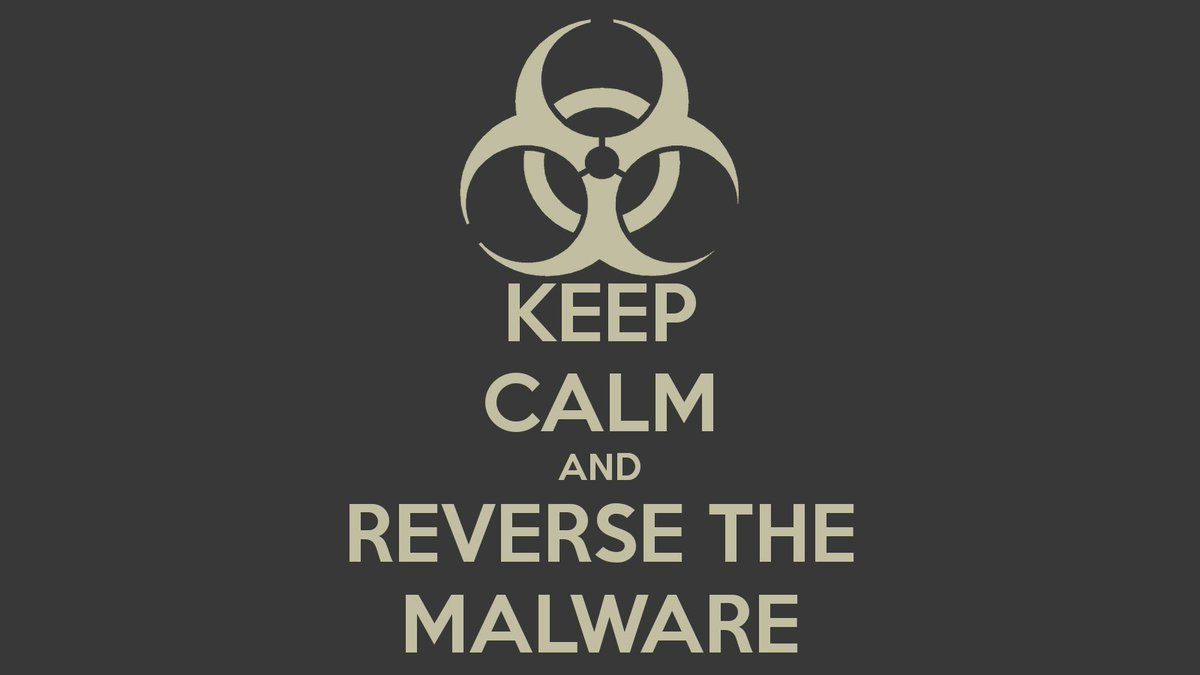 KEEP
CALM
AND
REVERSE THE
MALWARE